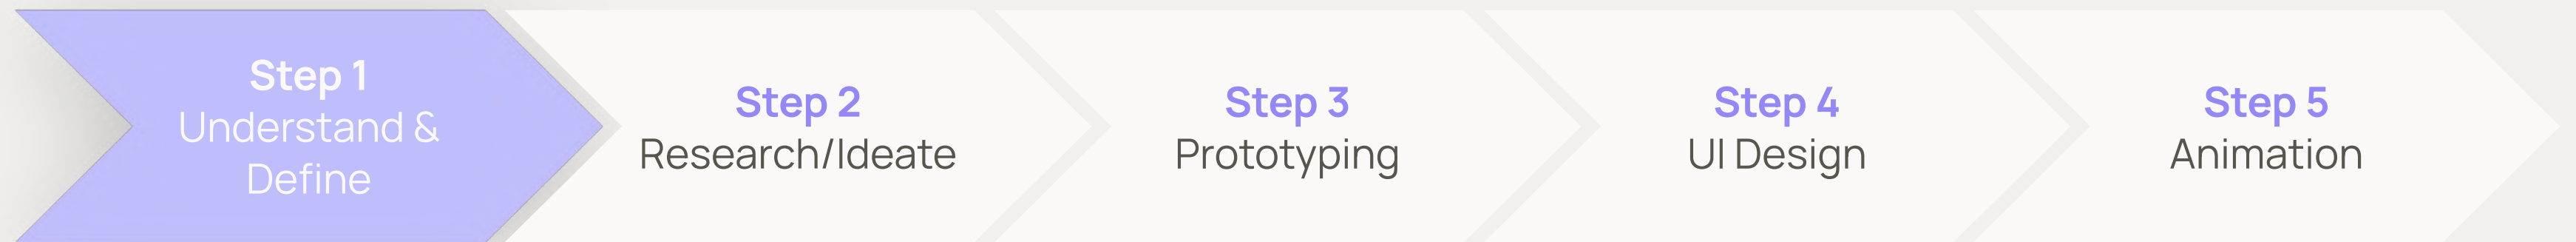 Step 1
Understand &
Define
Step 2
Research/Ideate
Step 3
Prototyping
Step 4
UI Design
Step 5
Animation